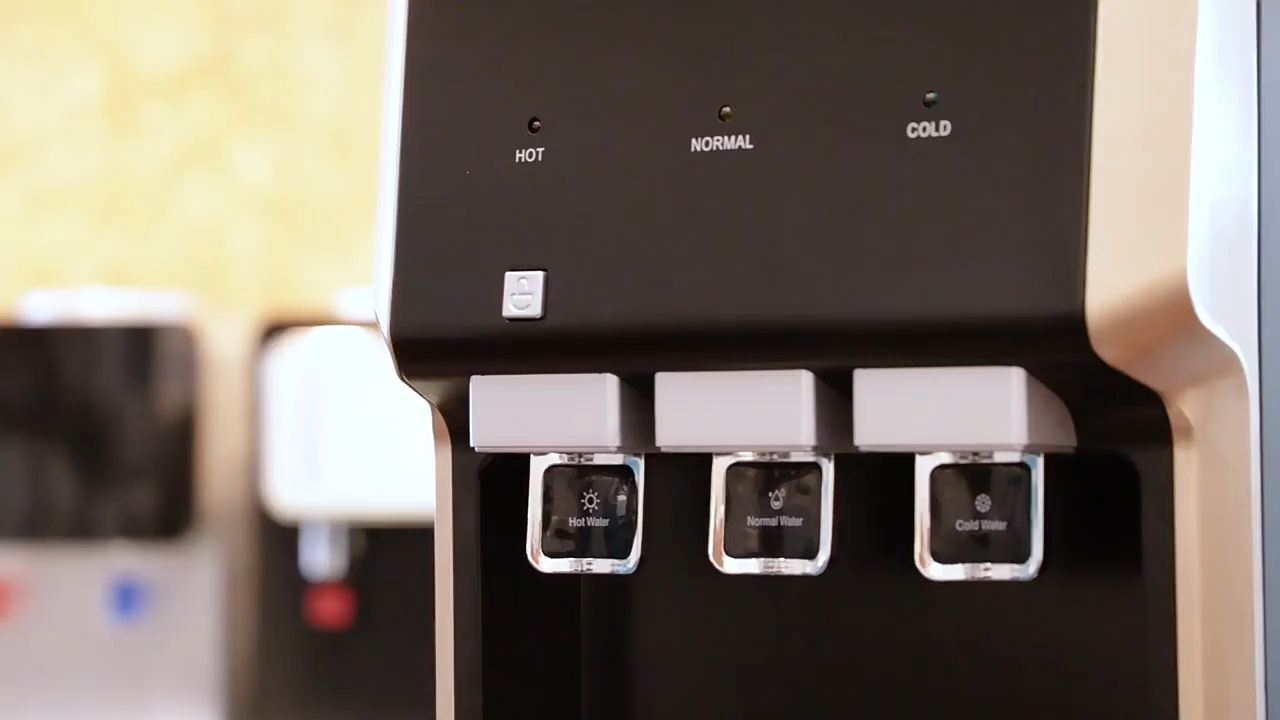 HOT
NORMAL
COLD
Hot Water
Normal Water
Cold Water